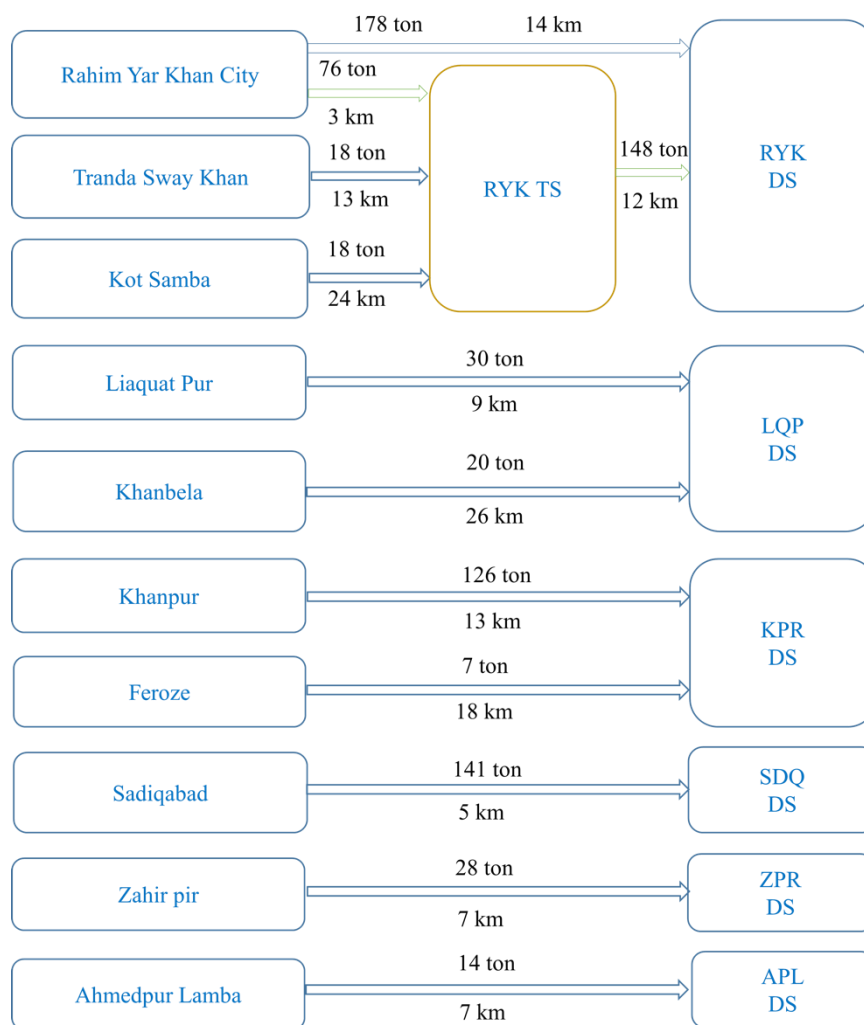 178 ton 14 km
Rahim Yar Khan City
76 ton
3 km
Tranda Sway Khan
18 ton
13 km
Kot Samba
18 ton
24 km
RYK TS
148 ton
12 km
RYK
DS
Liaquat Pur
30 ton
9 km
Khanbela
20 ton
26 km
LQP
DS
Khanpur
126 ton
13 km
Feroze
7 ton
18 km
KPR
DS
Sadiqabad
141 ton
5 km
SDQ
DS
Zahir pir
28 ton
7 km
ZPR
DS
Ahmedpur Lamba
14 ton
7 km
APL
DS